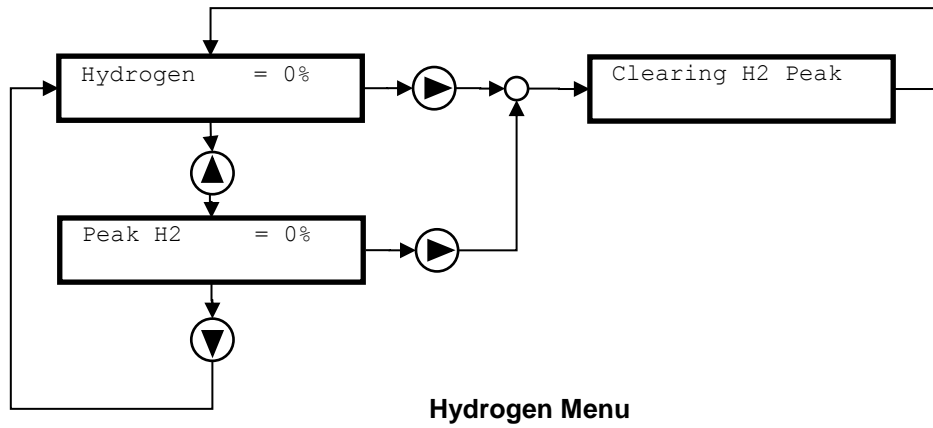 Hydrogen    = 0%
Clearing H2 Peak
Peak H2     = 0%
Hydrogen Menu